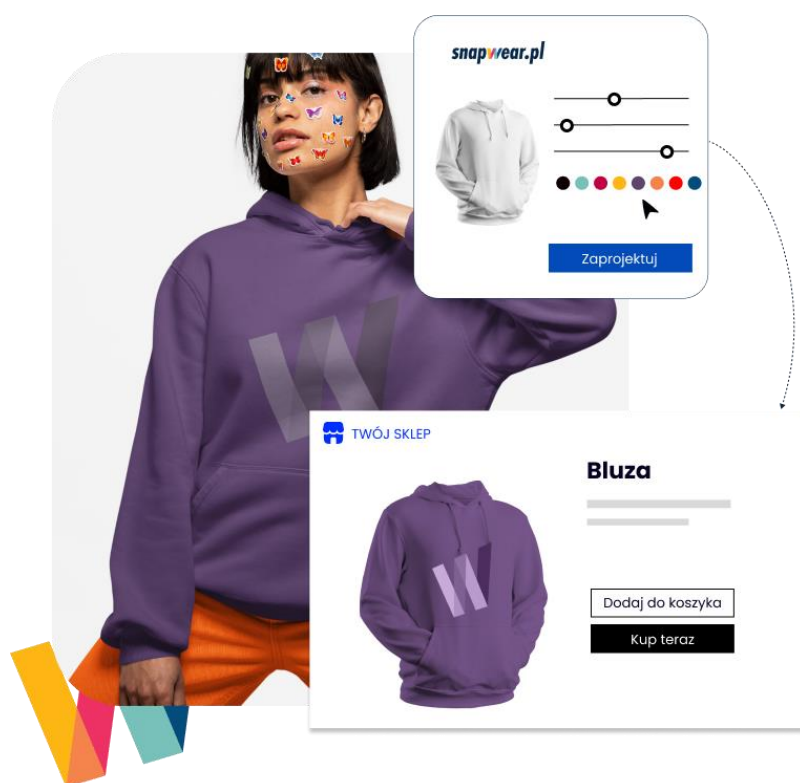 snapwear.pl
Zaprojektuj
TWÓJ SKLEP
Bluza
Dodaj do koszyka
Kup teraz